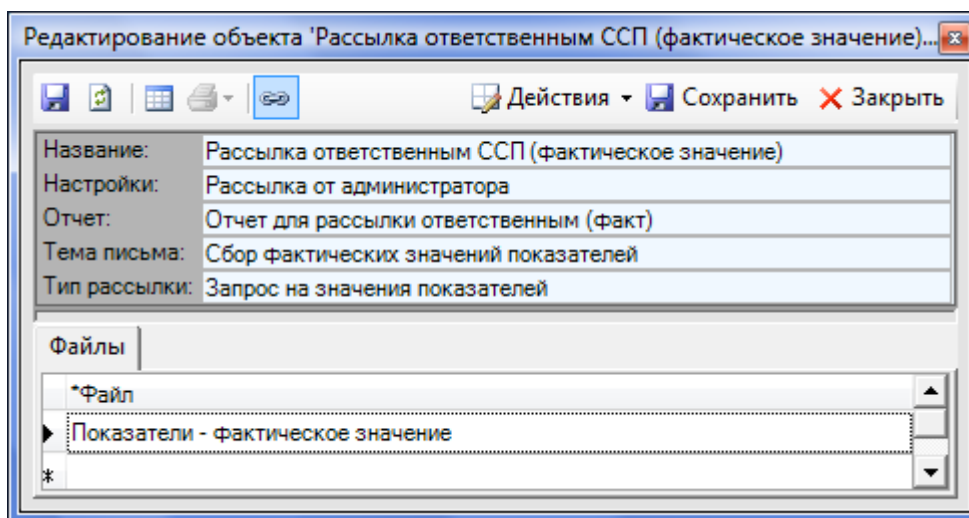 Редактирование объекта 'Рассылка ответственным ССП (фактическое значение)...
Действия Сохранить Закрыть
Название: Рассылка ответственным ССП (фактическое значение)
Настройки: Рассылка от администратора
Отчет: Отчет для рассылки ответственным (факт)
Тема письма: Сбор фактических значений показателей
Тип рассылки: Запрос на значения показателей
Файлы
*Файл
Показатели - фактическое значение
*